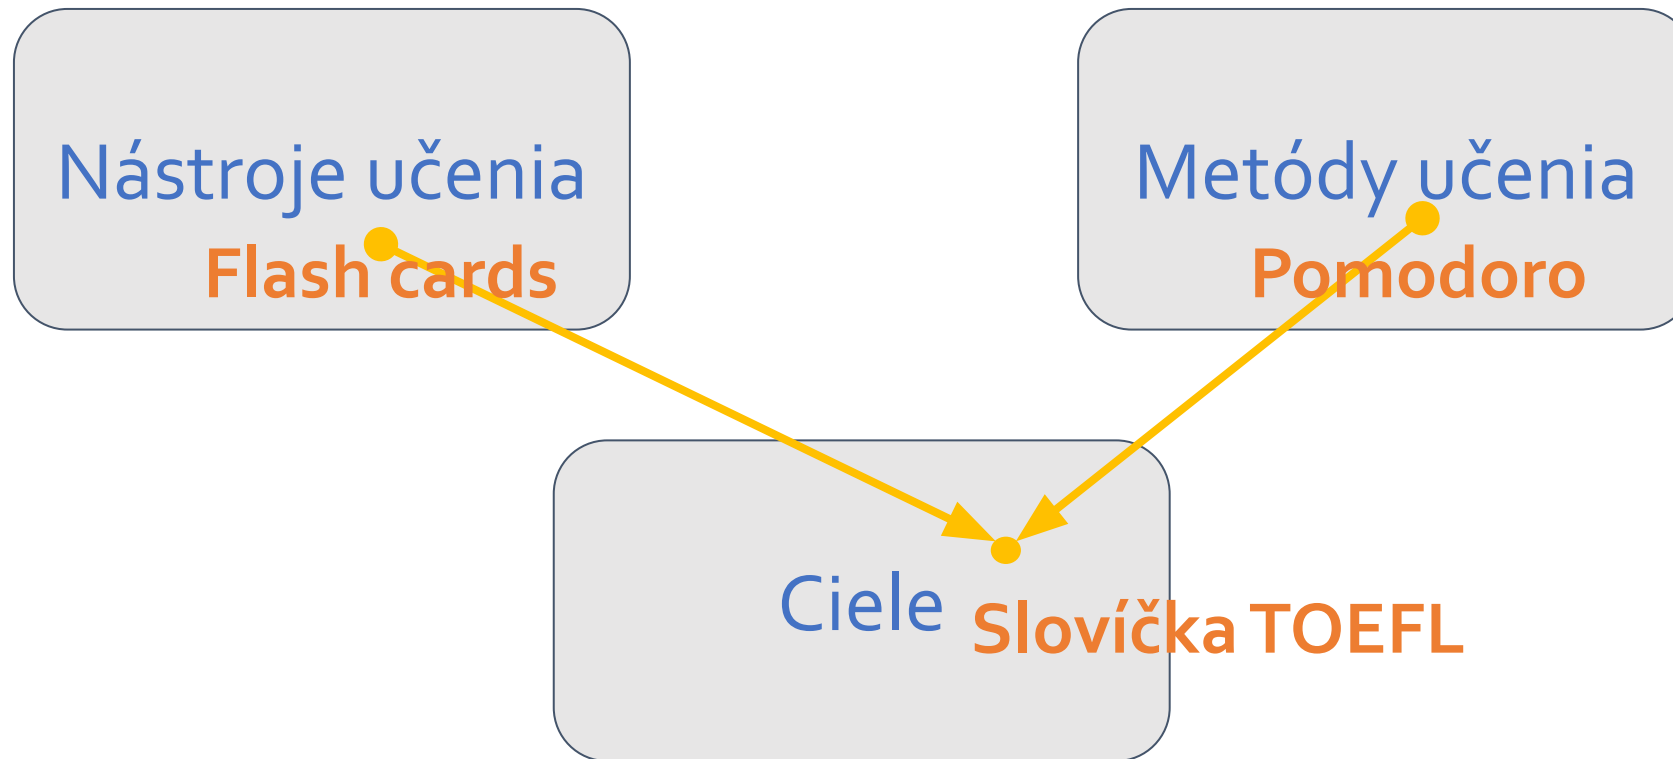 Nástroje učenia
Flash cards
Metódy učenia
Pomodoro
Ciele
Slovíčka TOEFL